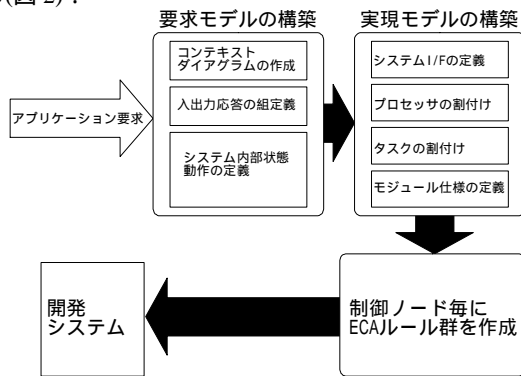 (図2).
要求モデルの構築
実現モデルの構築
コンテキスト
ダイアグラムの作成
入出力応答の組定義
システム内部状態
動作の定義
アプリケーション要求
システムI/Fの定義
プロセッサの割付け
タスクの割付け
モジュール仕様の定義
開発
システム
制御ノード毎に
ECAルール群を作成